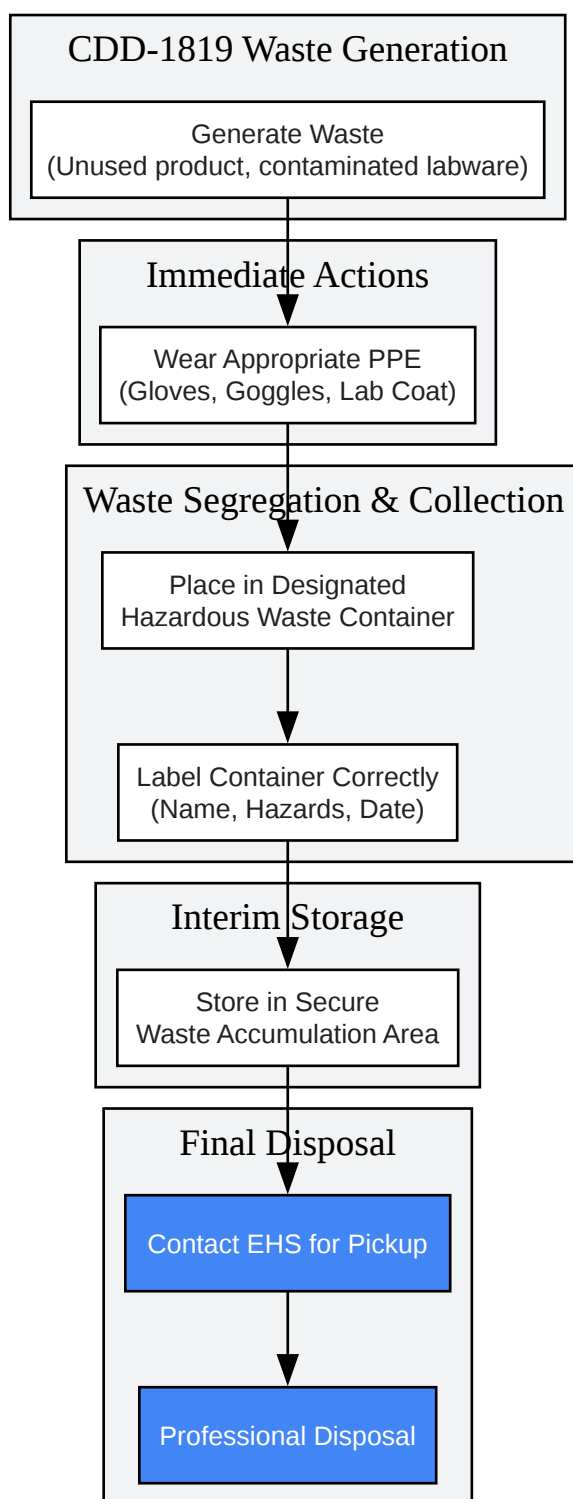 CDD-1819 Waste Generation
Generate Waste
(Unused product, contaminated labware)
Immediate Actions
Wear Appropriate PPE
(Gloves, Goggles, Lab Coat)
Waste Segregation & Collection
Place in Designated
Hazardous Waste Container
Label Container Correctly
(Name, Hazards, Date)
Interim Storage
Store in Secure
Waste Accumulation Area
Final Disposal
Contact EHS for Pickup
Professional Disposal